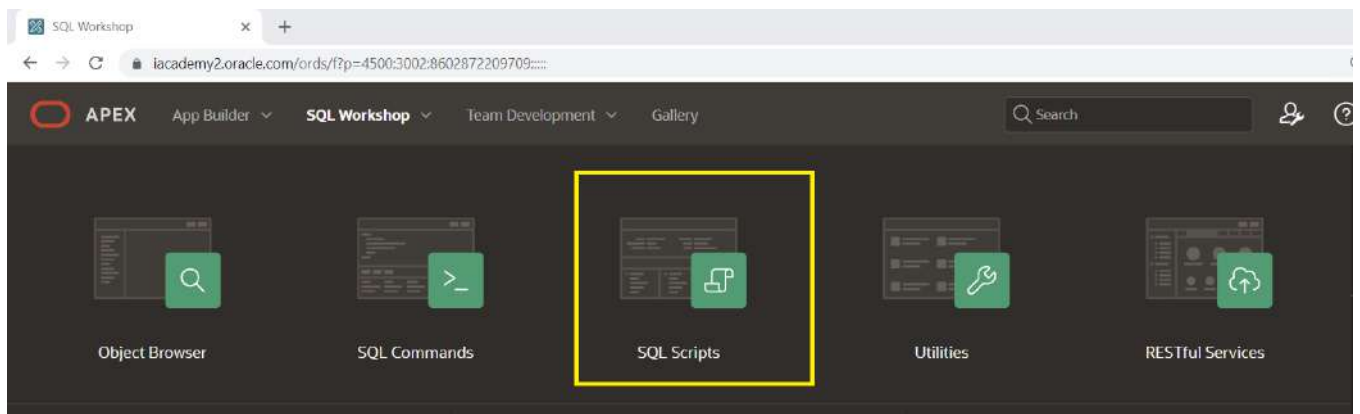 SQL Workshop
iacademy2.oracle.com/ords/f?p=4500:3002:8602872209709:::::
APEX App Builder SQL Workshop Team Development Gallery Search
Object Browser SQL Commands SQL Scripts Utilities RESTful Services